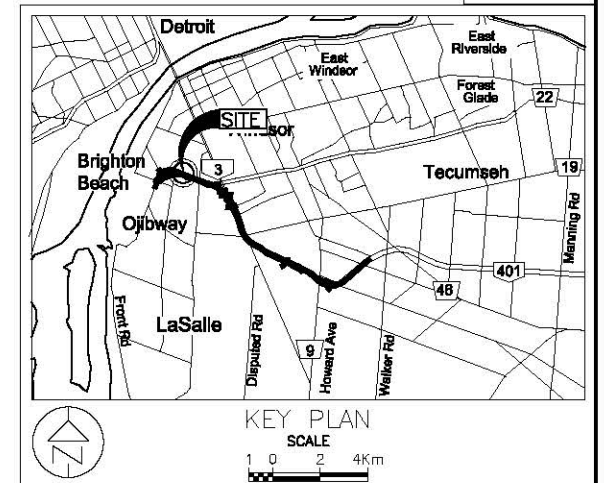 Detroit
East
Riverside
East
Windsor
Forest
Glade
22
SITE
sor
Brighton
Beach
3
Tecumseh
19
Manning Rd
Ojibway
401
46
Front Rd
LaSalle
Disputed Rd
9
Howard Ave
Walker Rd
KEY PLAN
SCALE
1 0 2 4Km
N